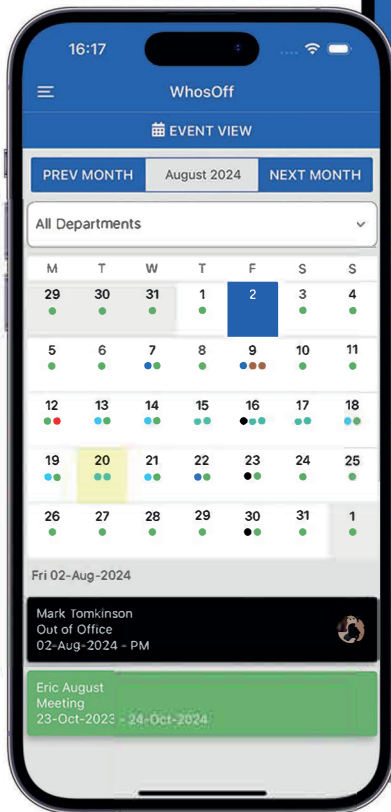 16:17
WhosOff
EVENT VIEW
PREV MONTH August 2024 NEXT MONTH
All Departments
M T W T F S S
29 30 31 1 2 3 4
5 6 7 8 9 10 11
12 13 14 15 16 17 18
19 20 21 22 23 24 25
26 27 28 29 30 31 1
Fri 02-Aug-2024
Mark Tomkinson
Out of Office
02-Aug-2024 - PM
Eric August
Meeting
23-Oct-2023 - 24-Oct-2024